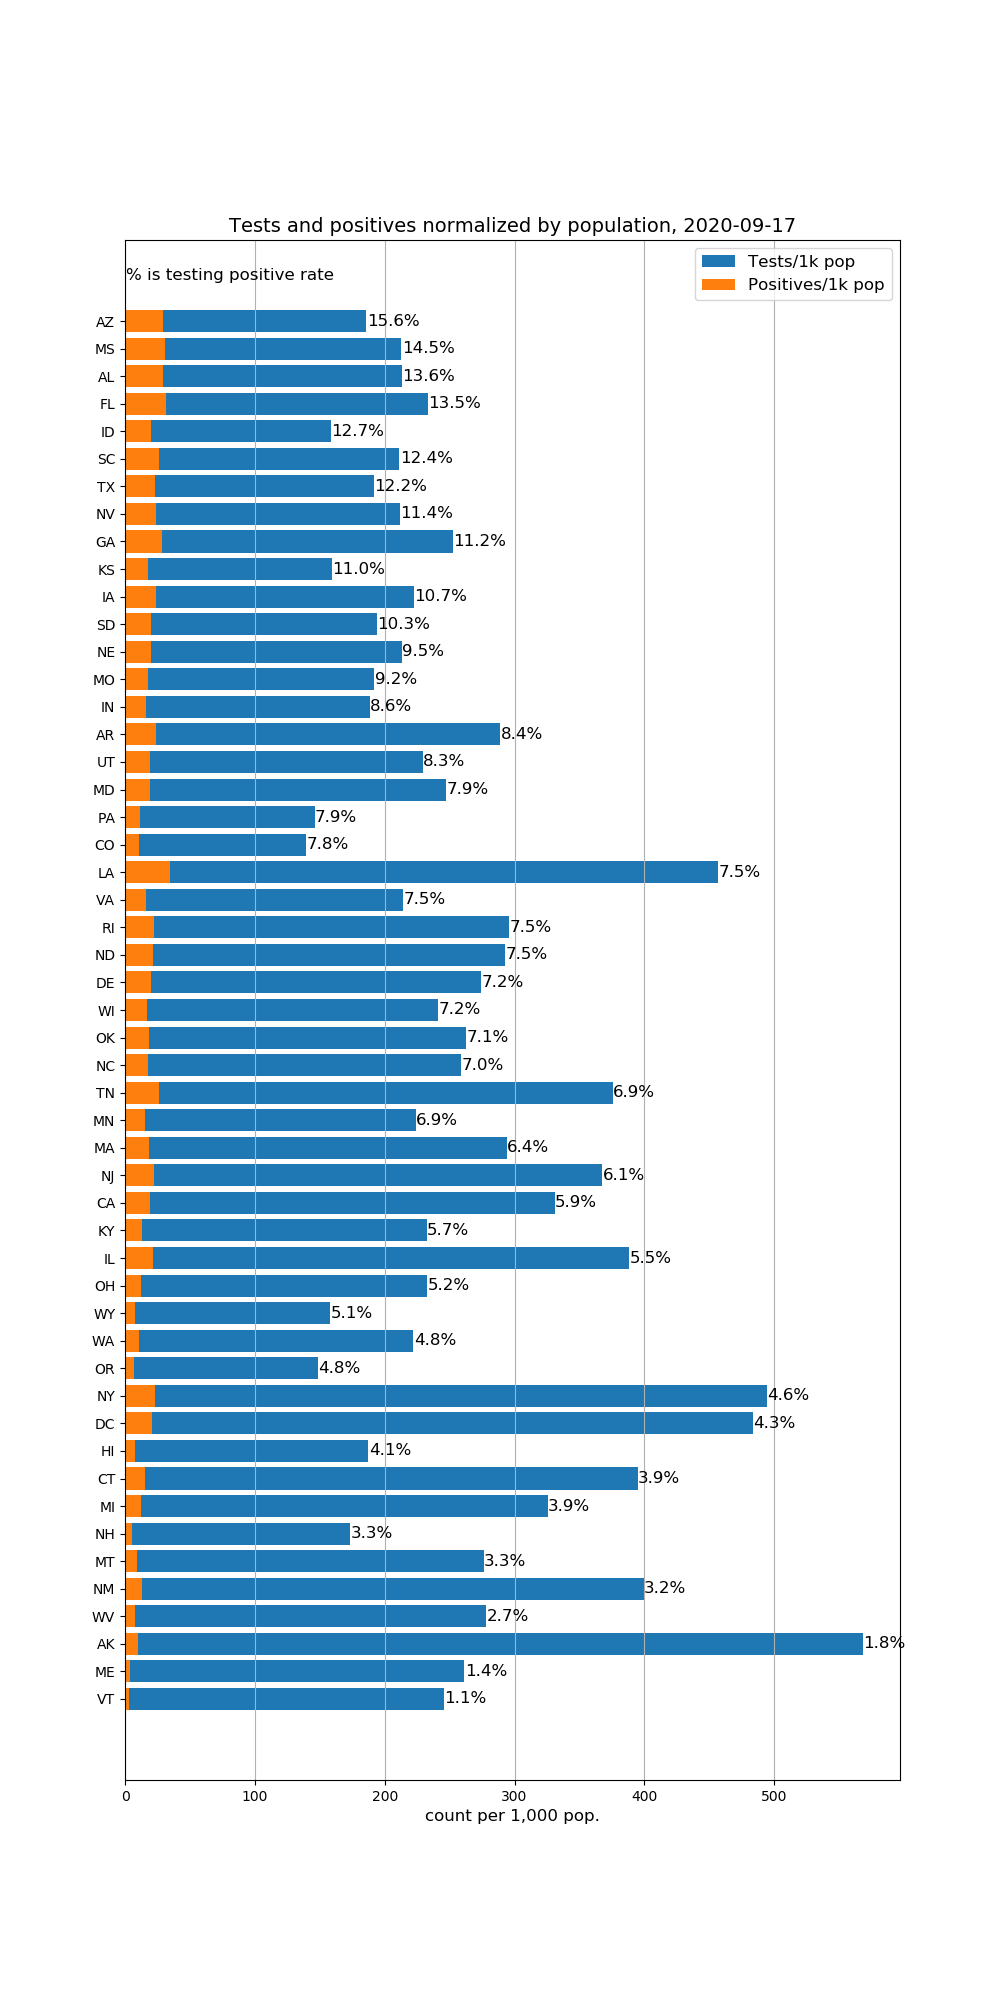 Tests and positives normalized by population, 2020-09-17
% is testing positive rate
Tests/1k pop
Positives/1k pop
AZ 15.6%
MS 14.5%
AL 13.6%
FL 13.5%
ID 12.7%
SC 12.4%
TX 12.2%
NV 11.4%
GA 11.2%
KS 11.0%
IA 10.7%
SD 10.3%
NE 9.5%
MO 9.2%
IN 8.6%
AR 8.4%
UT 8.3%
MD 7.9%
PA 7.9%
CO 7.8%
LA 7.5%
VA 7.5%
RI 7.5%
ND 7.5%
DE 7.2%
WI 7.2%
OK 7.1%
NC 7.0%
TN 6.9%
MN 6.9%
MA 6.4%
NJ 6.1%
CA 5.9%
KY 5.7%
IL 5.5%
OH 5.2%
WY 5.1%
WA 4.8%
OR 4.8%
NY 4.6%
DC 4.3%
HI 4.1%
CT 3.9%
MI 3.9%
NH 3.3%
MT 3.3%
NM 3.2%
WV 2.7%
AK 1.8%
ME 1.4%
VT 1.1%
0 100 200 300 400 500
count per 1,000 pop.